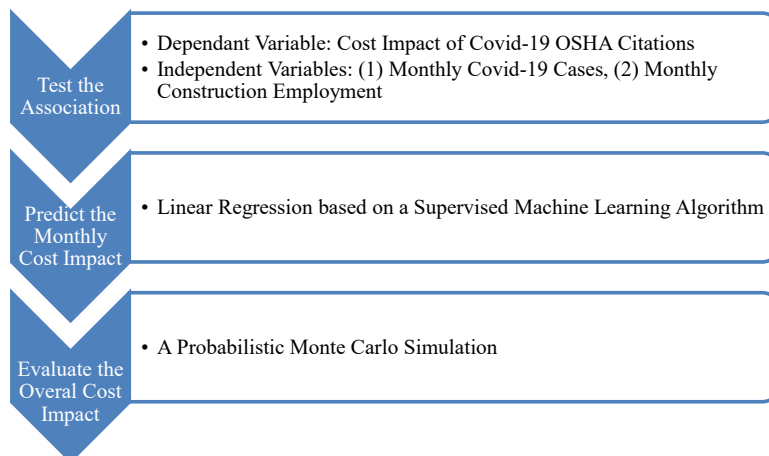 Test the
Association
• Dependant Variable: Cost Impact of Covid-19 OSHA Citations
• Independent Variables: (1) Monthly Covid-19 Cases, (2) Monthly
Construction Employment
Predict the
Monthly
Cost Impact
• Linear Regression based on a Supervised Machine Learning Algorithm
Evaluate the
Overal Cost
Impact
• A Probabilistic Monte Carlo Simulation